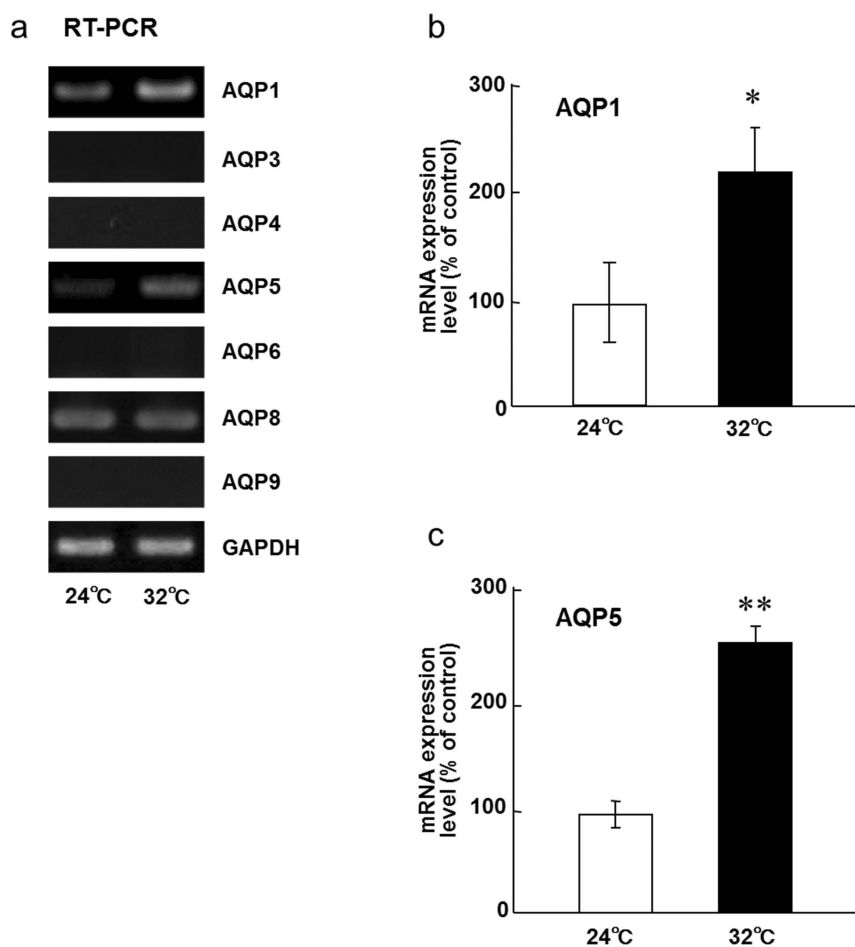 a
RT-PCR
AQP1
AQP3
AQP4
AQP5
AQP6
AQP8
AQP9
GAPDH
24℃ 32℃
b
AQP1
mRNA expression
level (% of control)
300
200
100
0
*
24℃ 32℃
c
AQP5
mRNA expression
level (% of control)
300
200
100
0
**
24℃ 32℃